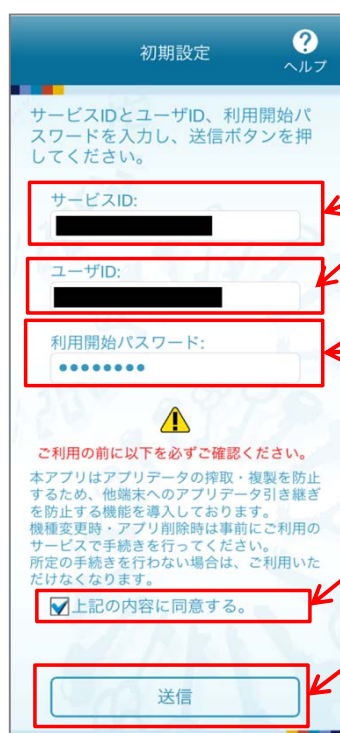 初期設定
?
ヘルプ
サービスIDとユーザID、利用開始パ
スワードを入力し、送信ボタンを押
してください。
サービスID:
ユーザID:
利用開始パスワード:
ご利用の前に以下を必ずご確認ください。
本アプリはアプリデータの搾取・複製を防止
するため、他端末へのアプリデータ引き継ぎ
を防止する機能を導入しております。
機種変更時・アプリ削除時は事前にご利用の
サービスで手続きを行ってください。
所定の手続きを行わない場合は、ご利用いた
だけなくなります。
上記の内容に同意する。
送信